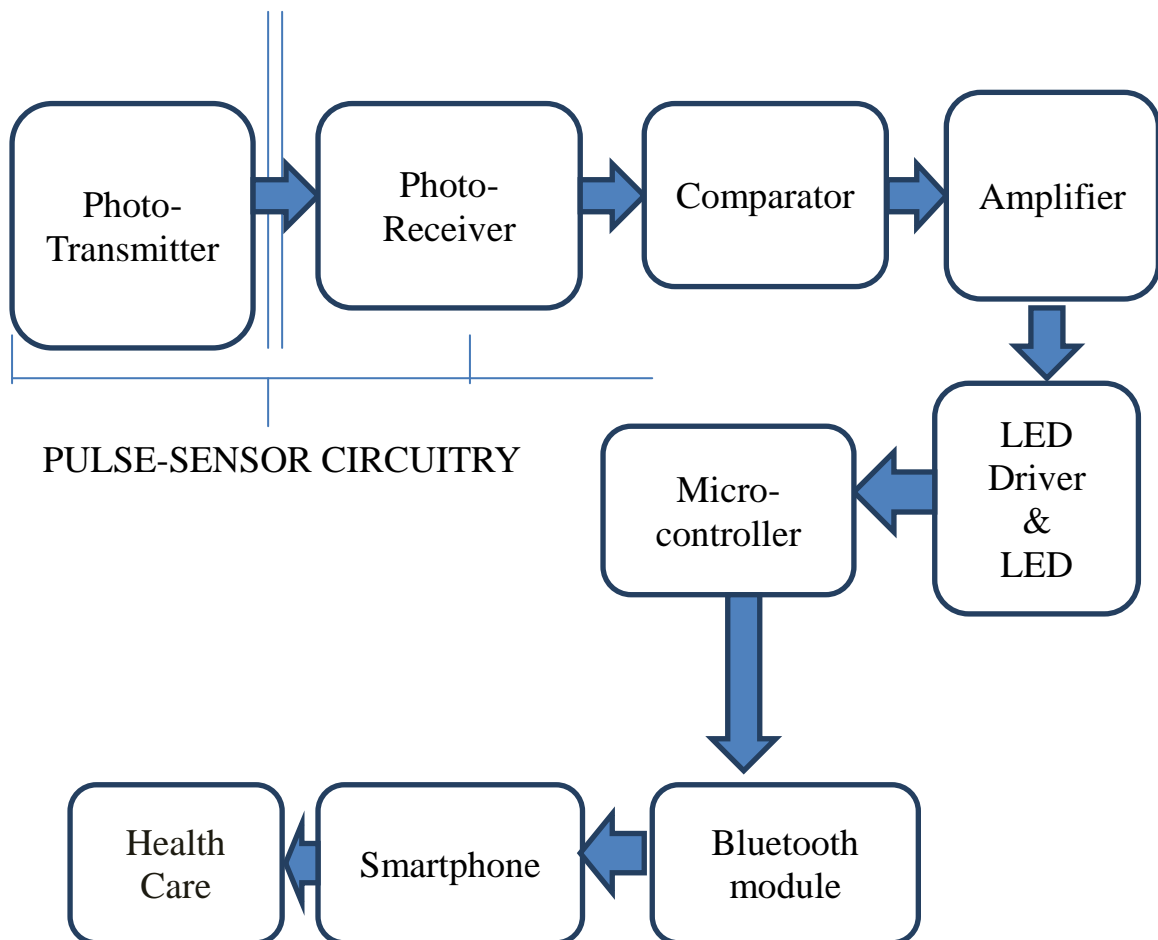 Photo-
Transmitter
Photo-
Receiver
Comparator
Amplifier
PULSE-SENSOR CIRCUITRY
LED
Driver
&
LED
Micro-
controller
Health
Care
Smartphone
Bluetooth
module